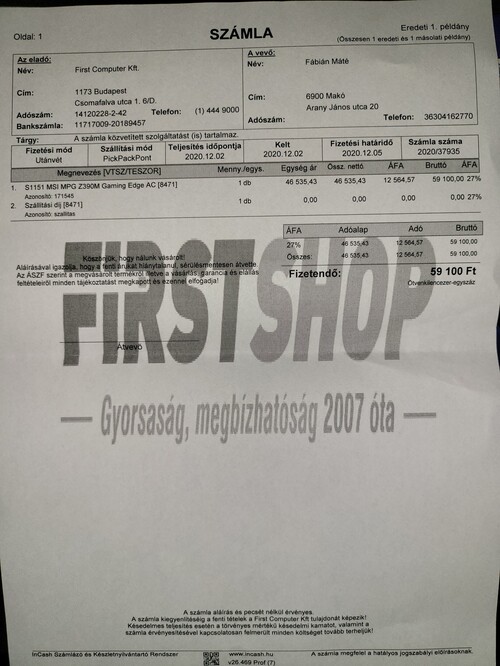 Oldal: 1
SZÁMLA
Eredeti 1. példány
(Összesen 1 eredeti és 1 másolati példány)
Az eladó:
Név: First Computer Kft.
Cím: 1173 Budapest
Csomafalva utca 1. 6/D.
Adószám: 14120228-2-42 Telefon: (1) 444 9000
Bankszámla: 11717009-20189457
A vevő:
Név: Fábián Máté
Cím: 6900 Makó
Arany János utca 20
Adószám: Telefon: 36304162770
Tárgy: A számla közvetített szolgáltatást (is) tartalmaz.
Fizetési mód Szállítási mód Teljesítés időpontja Kelt Fizetési határidő Számla száma
Utánvét PickPackPont 2020.12.02 2020.12.02 2020.12.05 2020/37935
Megnevezés [VTSZ/TESZOR] Menny./egys. Egység ár Össz. nettó ÁFA Bruttó ÁFA
1. S1151 MSI MPG Z390M Gaming Edge AC [8471] 1 db 46 535,43 46 535,43 12 564,57 59 100,00 27%
Azonosító: 171545
2. Szállítási díj [8471] 1 db 0,00 0,00 0,00 0,00 27%
Azonosító: szallitas
ÁFA Adóalap Adó Bruttó
27% 46 535,43 12 564,57 59 100,00
Összes: 46 535,43 12 564,57 59 100,00
Fizetendő: 59 100 Ft
Ötvenkilencezer-egyszáz
Köszönjük, hogy nálunk vásárolt!
Aláírásával igazolja, hogy a fenti árukat hiánytalanul, sérülésmentesen átvette.
Az ÁSZF szerint a megvásárolt termékről illetve a vásárlás, garancia és elállás
feltételeiről minden tájékoztatást megkapott és ezennel elfogadja!
Átvevő
FIRSTSHOP
— Gyorsaság, megbízhatóság 2007 óta —
A számla aláírás és pecsét nélkül érvényes.
A számla kiegyenlítéséig a fenti tételek a First Computer Kft tulajdonát képezik!
Késedelmes teljesítés esetén a törvényes mértékű késedelmi kamatot, valamint a
számla érvényesítésével kapcsolatosan felmerült minden költséget tovább terheljük!
InCash Számlázó és Készletnyilvántartó Rendszer www.incash.hu A számla megfelel a hatályos jogszabályi előírásoknak.
v26.469 Prof (7)